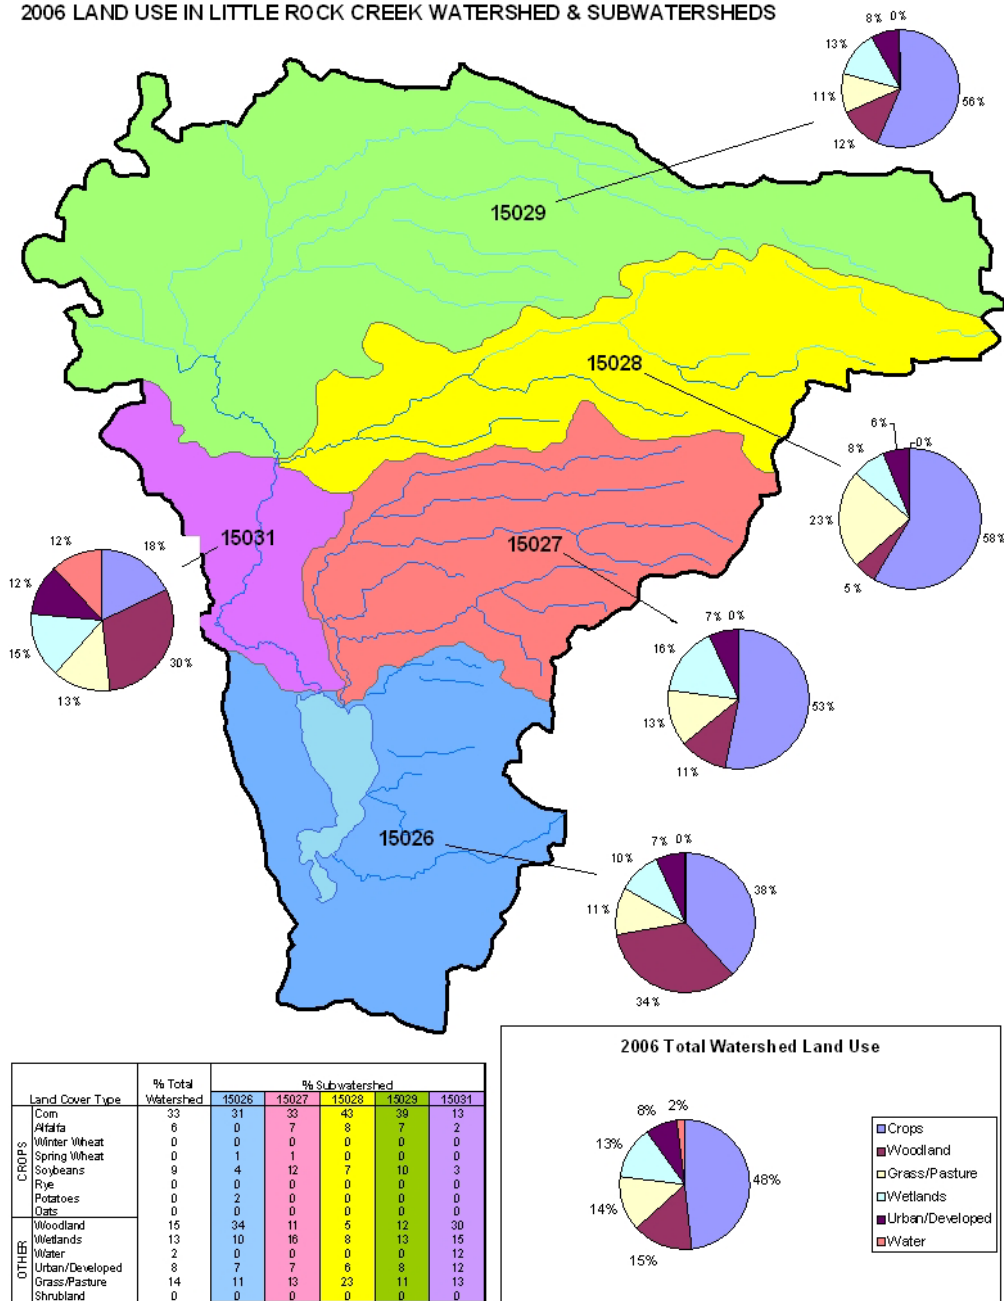 2006 LAND USE IN LITTLE ROCK CREEK WATERSHED & SUBWATERSHEDS
8% 0%
13%
56%
11%
12%
15029
15028
6%
0%
8%
23%
58%
5%
15031
12%
18%
12%
15%
30%
13%
15027
7% 0%
16%
13%
53%
11%
15026
7% 0%
10%
38%
11%
34%
2006 Total Watershed Land Use
8% 2%
13%
48%
14%
15%
Crops
Woodland
Grass/Pasture
Wetlands
Urban/Developed
Water
% Total % Subwatershed
Land Cover Type Watershed 15026 15027 15028 15029 15031
CROPS
Corn 33 31 33 43 39 13
Alfalfa 6 0 7 8 7 2
Winter Wheat 0 0 0 0 0 0
Spring Wheat 0 1 1 0 0 0
Soybeans 9 4 12 7 10 3
Rye 0 0 0 0 0 0
Potatoes 0 2 0 0 0 0
Oats 0 0 0 0 0 0
OTHER
Woodland 15 34 11 5 12 30
Wetlands 13 10 16 8 13 15
Water 2 0 0 0 0 12
Urban/Developed 8 7 7 6 8 12
Grass/Pasture 14 11 13 23 11 13
Shrubland 0 0 0 0 0 0